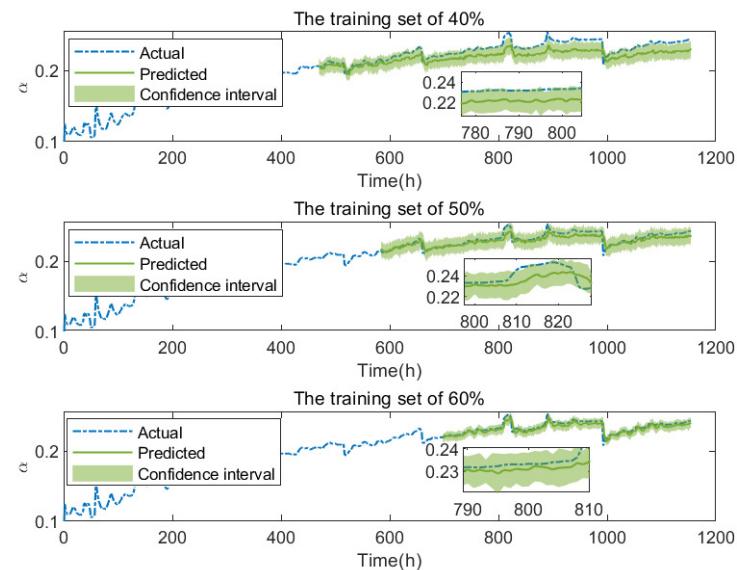 The training set of 40%
Actual
Predicted
Confidence interval
α
0.2
0.1
0.24
0.22
780 790 800
0 200 400 600 800 1000 1200
Time(h)
The training set of 50%
Actual
Predicted
Confidence interval
α
0.2
0.1
0.24
0.22
800 810 820
0 200 400 600 800 1000 1200
Time(h)
The training set of 60%
Actual
Predicted
Confidence interval
α
0.2
0.1
0.24
0.23
790 800 810
0 200 400 600 800 1000 1200
Time(h)